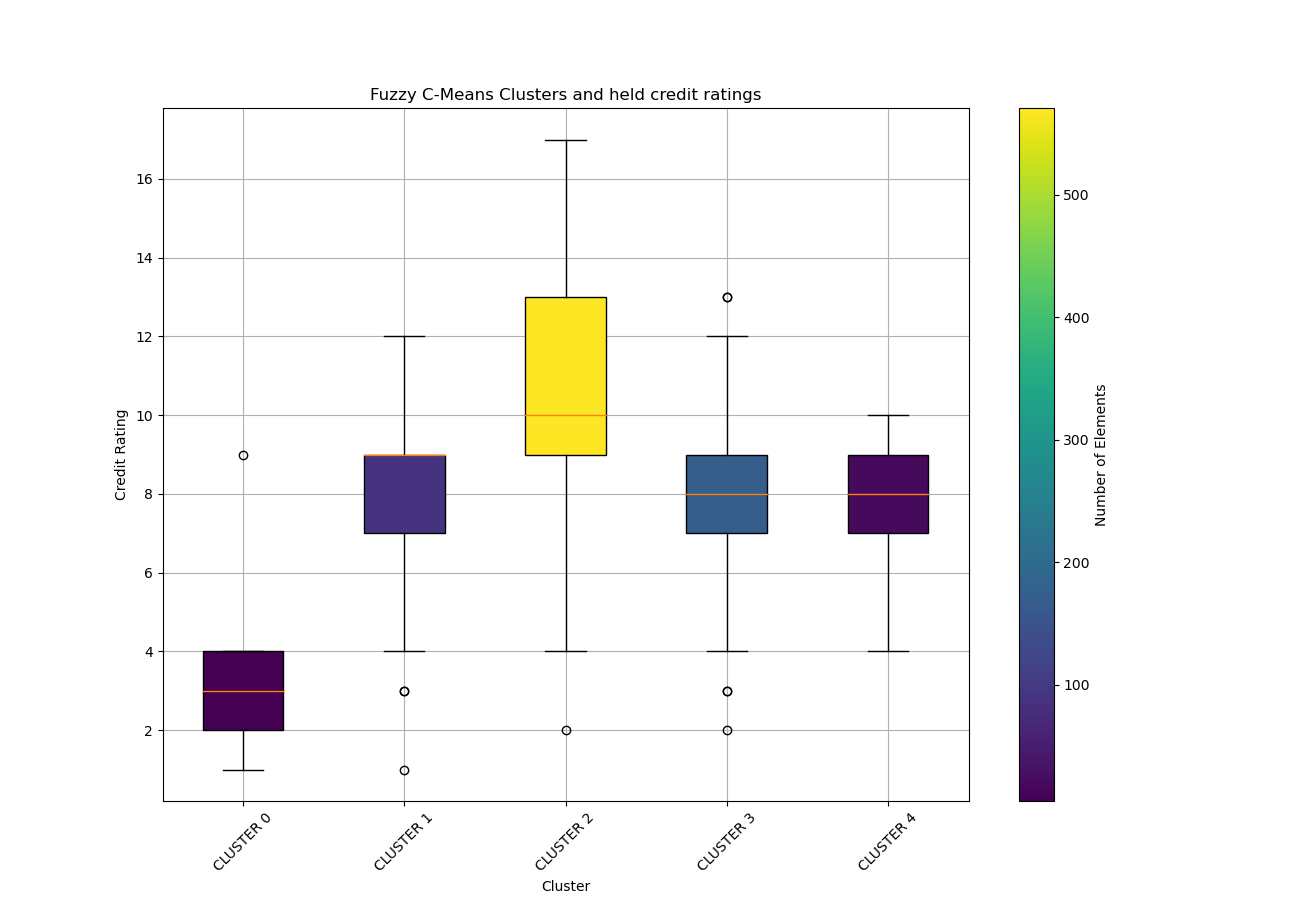 Fuzzy C-Means Clusters and held credit ratings
16
14
12
10
8
6
4
2
Credit Rating
CLUSTER 0
CLUSTER 1
CLUSTER 2
CLUSTER 3
CLUSTER 4
Cluster
500
400
300
200
100
Number of Elements